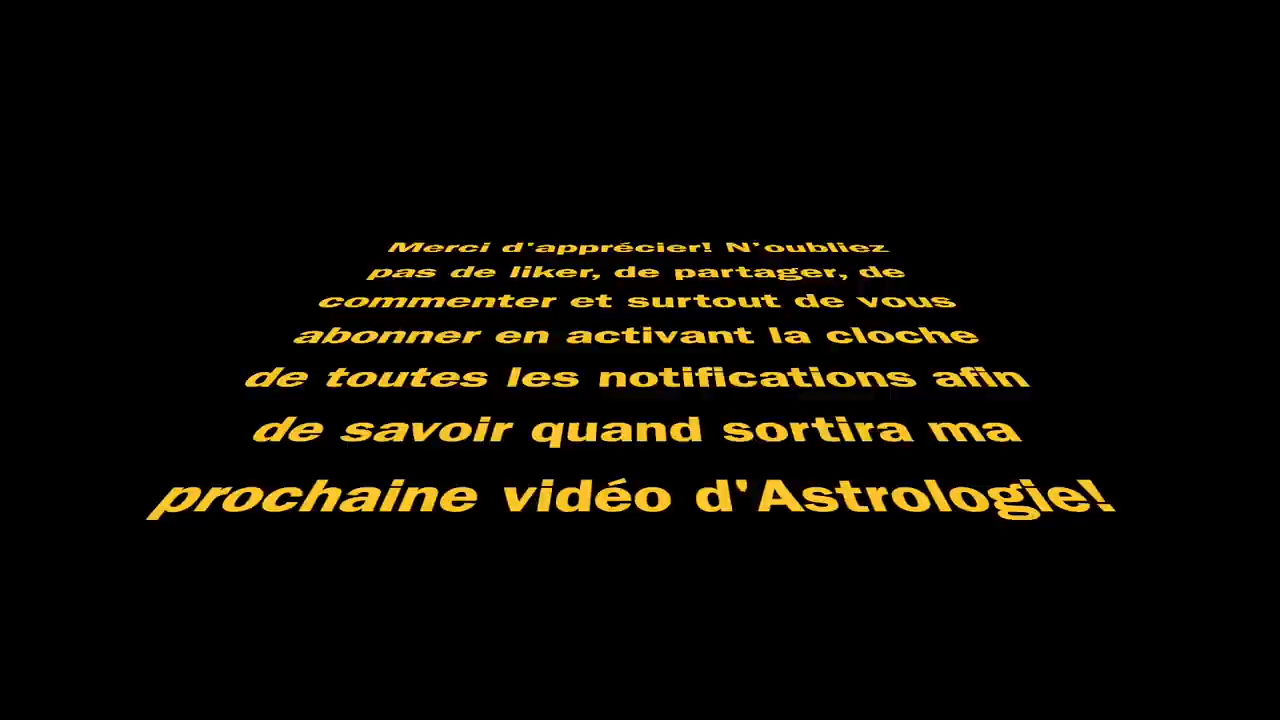 Merci d'apprécier! N'oubliez
pas de liker, de partager, de
commenter et surtout de vous
abonner en activant la cloche
de toutes les notifications afin
de savoir quand sortira ma
prochaine vidéo d'Astrologie!